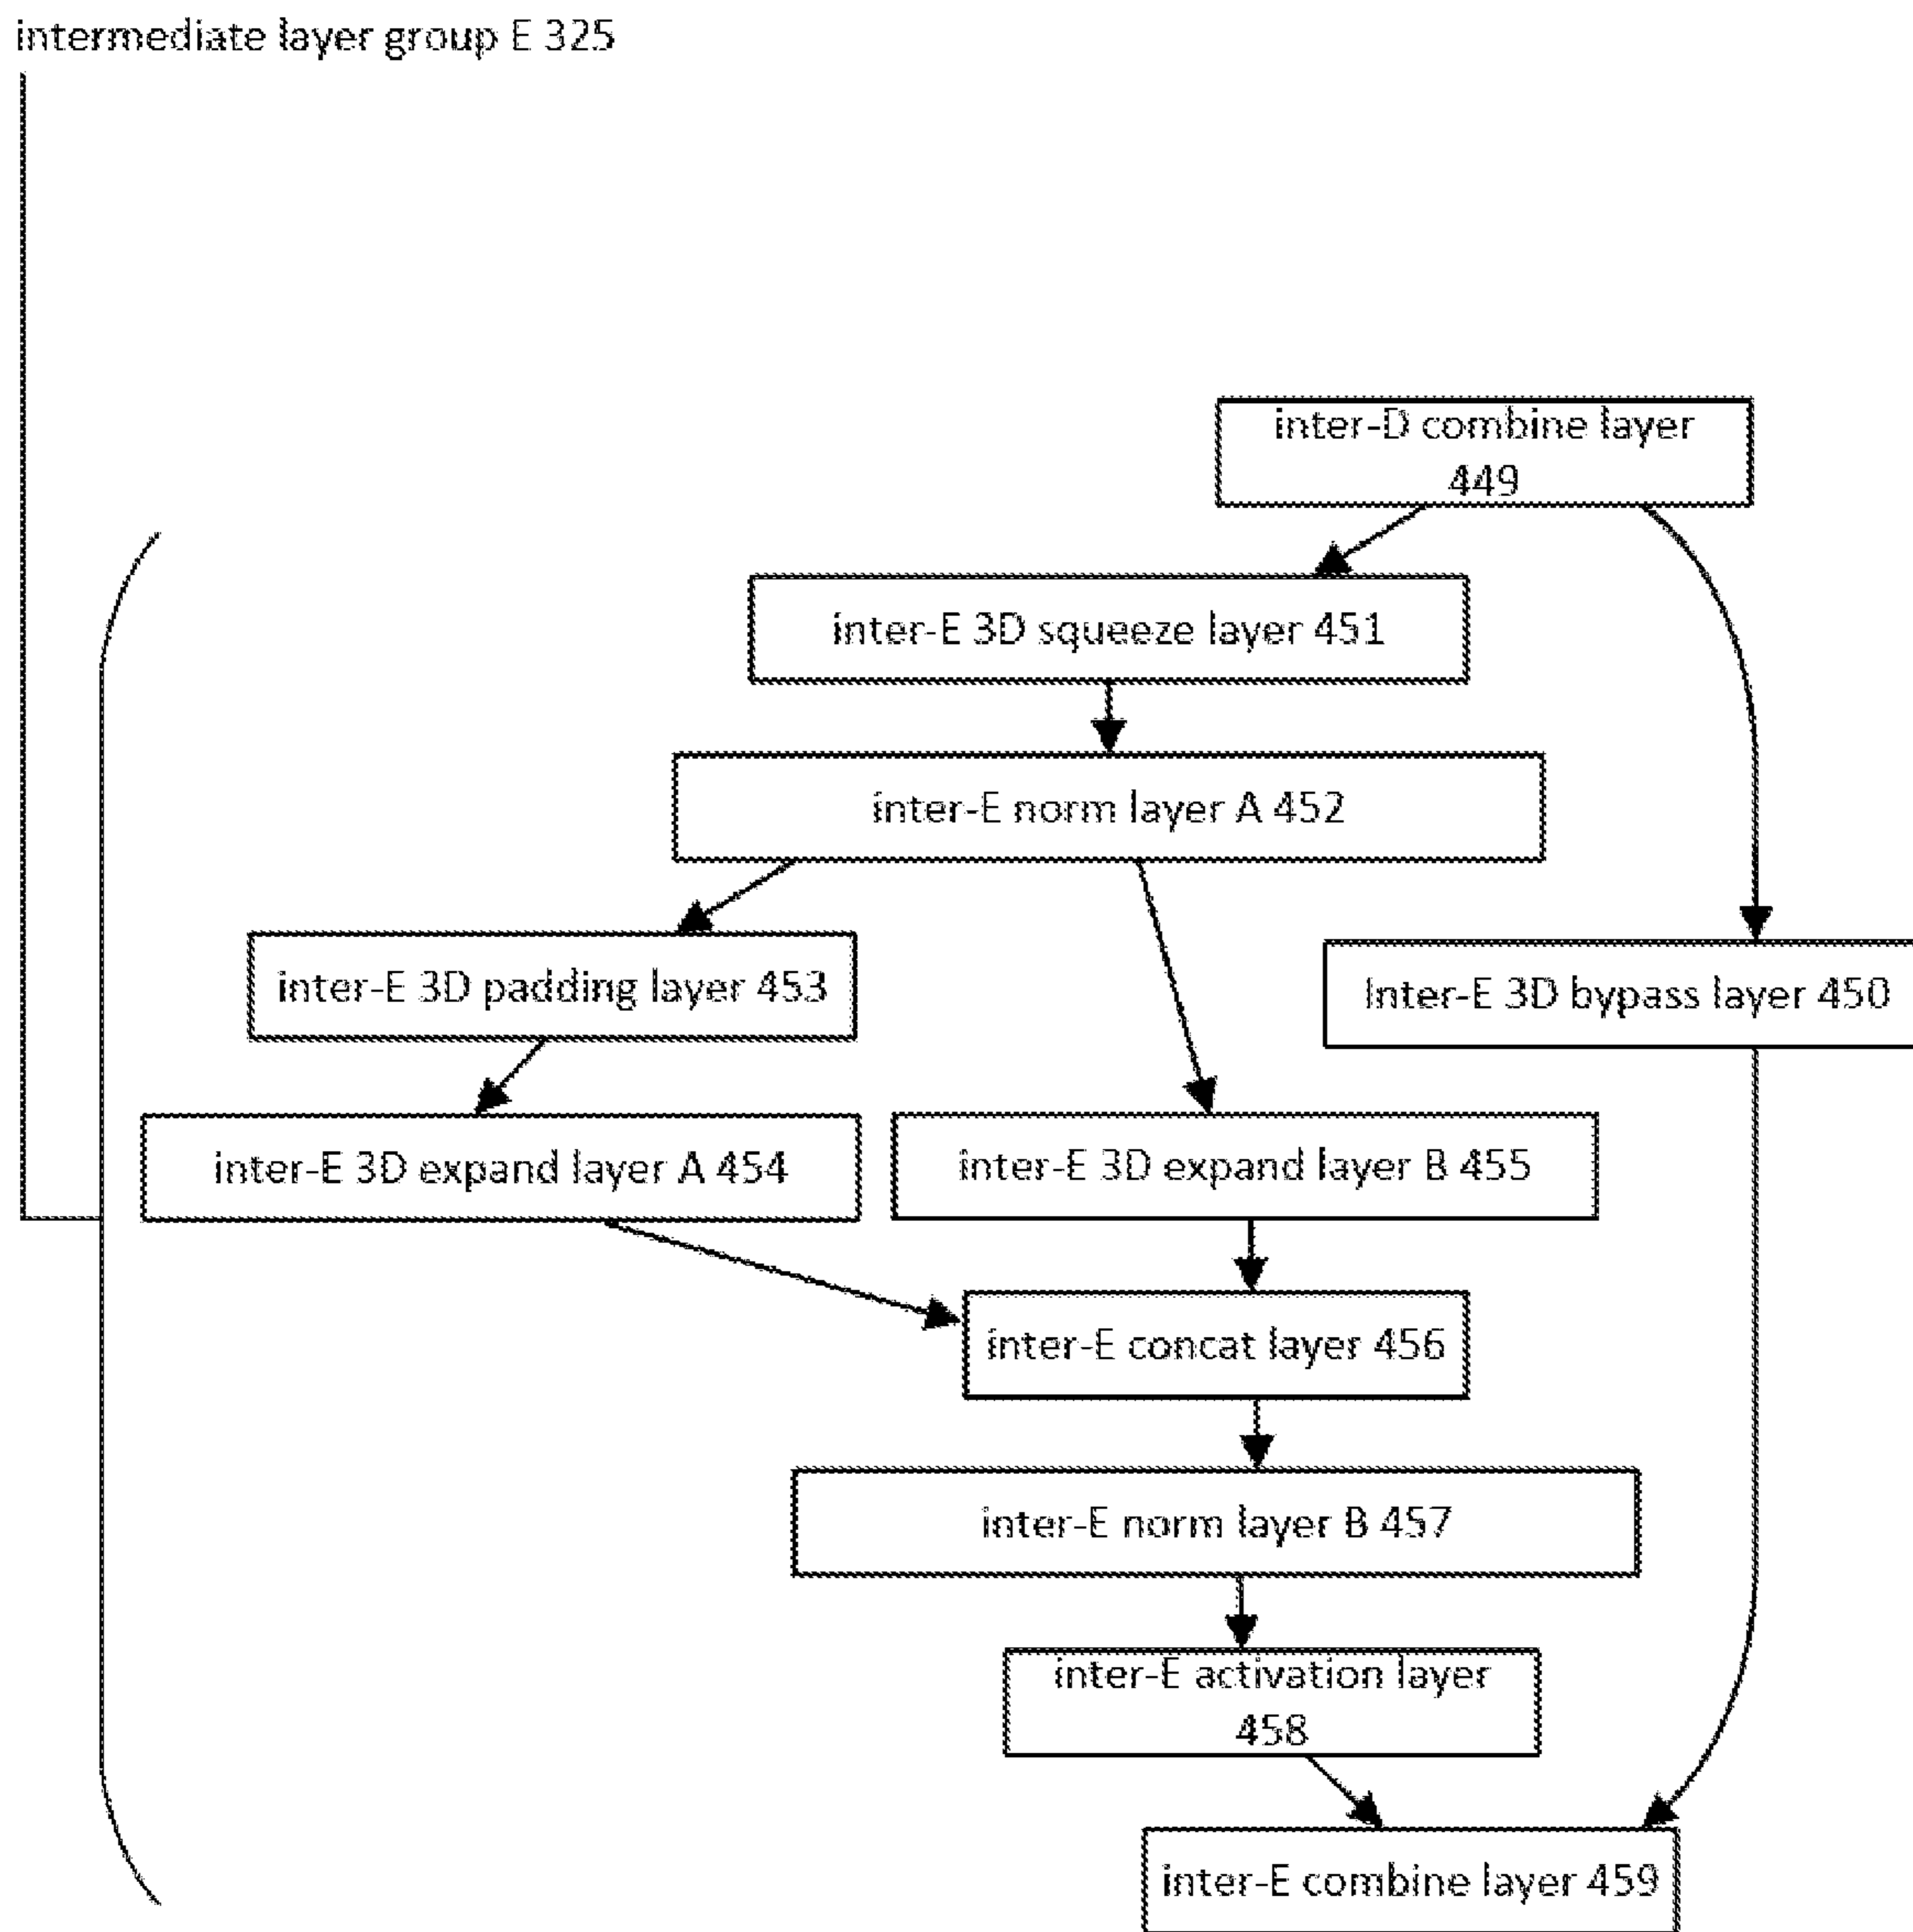 intermediate layer group E 325
inter-D combine layer
449
inter-E 3D squeeze layer 451
inter-E norm layer A 452
inter-E 3D padding layer 453
Inter-E 3D bypass layer 450
inter-E 3D expand layer A 454
inter-E 3D expand layer B 455
inter-E concat layer 456
inter-E norm layer B 457
inter-E activation layer
458
inter-E combine layer 459